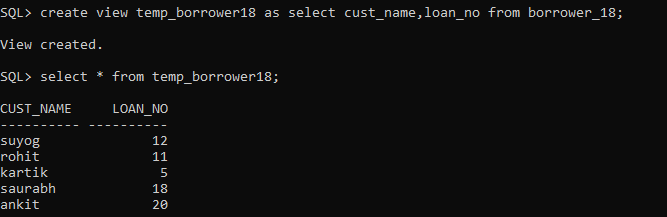 SQL> create view temp_borrower18 as select cust_name,loan_no from borrower_18;
View created.
SQL> select * from temp_borrower18;
CUST_NAME     LOAN_NO
---------- ----------
suyog              12
rohit              11
kartik              5
saurabh            18
ankit              20